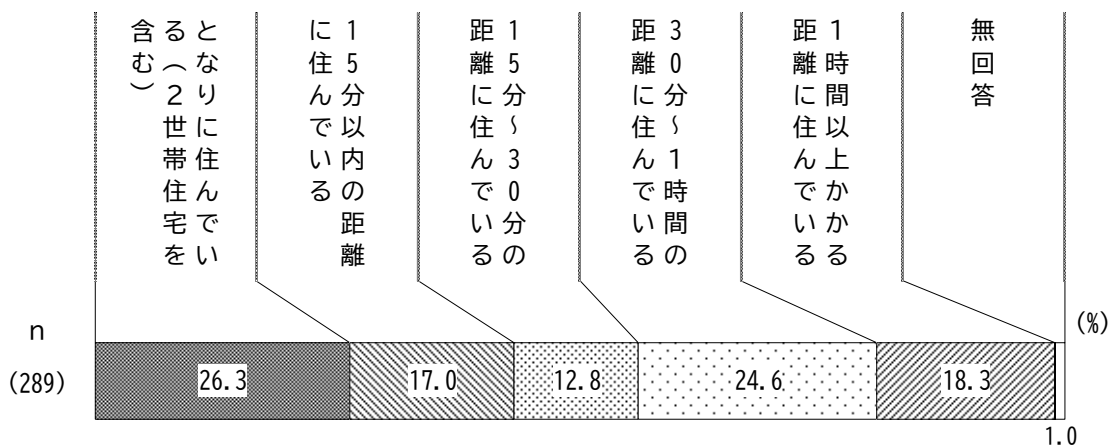 となりに住んでい
る（２世帯住宅を
含む）
１５分以内の距離
に住んでいる
１５分～３０分の
距離に住んでいる
３０分～１時間の
距離に住んでいる
１時間以上かかる
距離に住んでいる
無回答
(%)
n
(289)
26.3
17.0
12.8
24.6
18.3
1.0